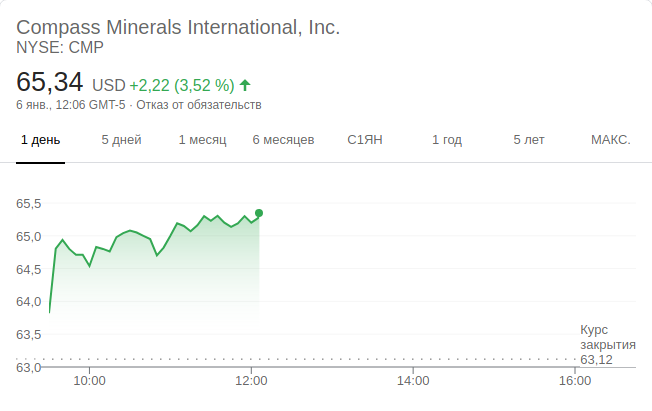 Compass Minerals International, Inc.
NYSE: CMP
65,34 USD +2,22 (3,52 %)
6 янв., 12:06 GMT-5 · Отказ от обязательств
1 день 5 дней 1 месяц 6 месяцев С1ЯН 1 год 5 лет МАКС.
65,5
65,0
64,5
64,0
63,5
63,0
Курс
закрытия
63,12
10:00 12:00 14:00 16:00